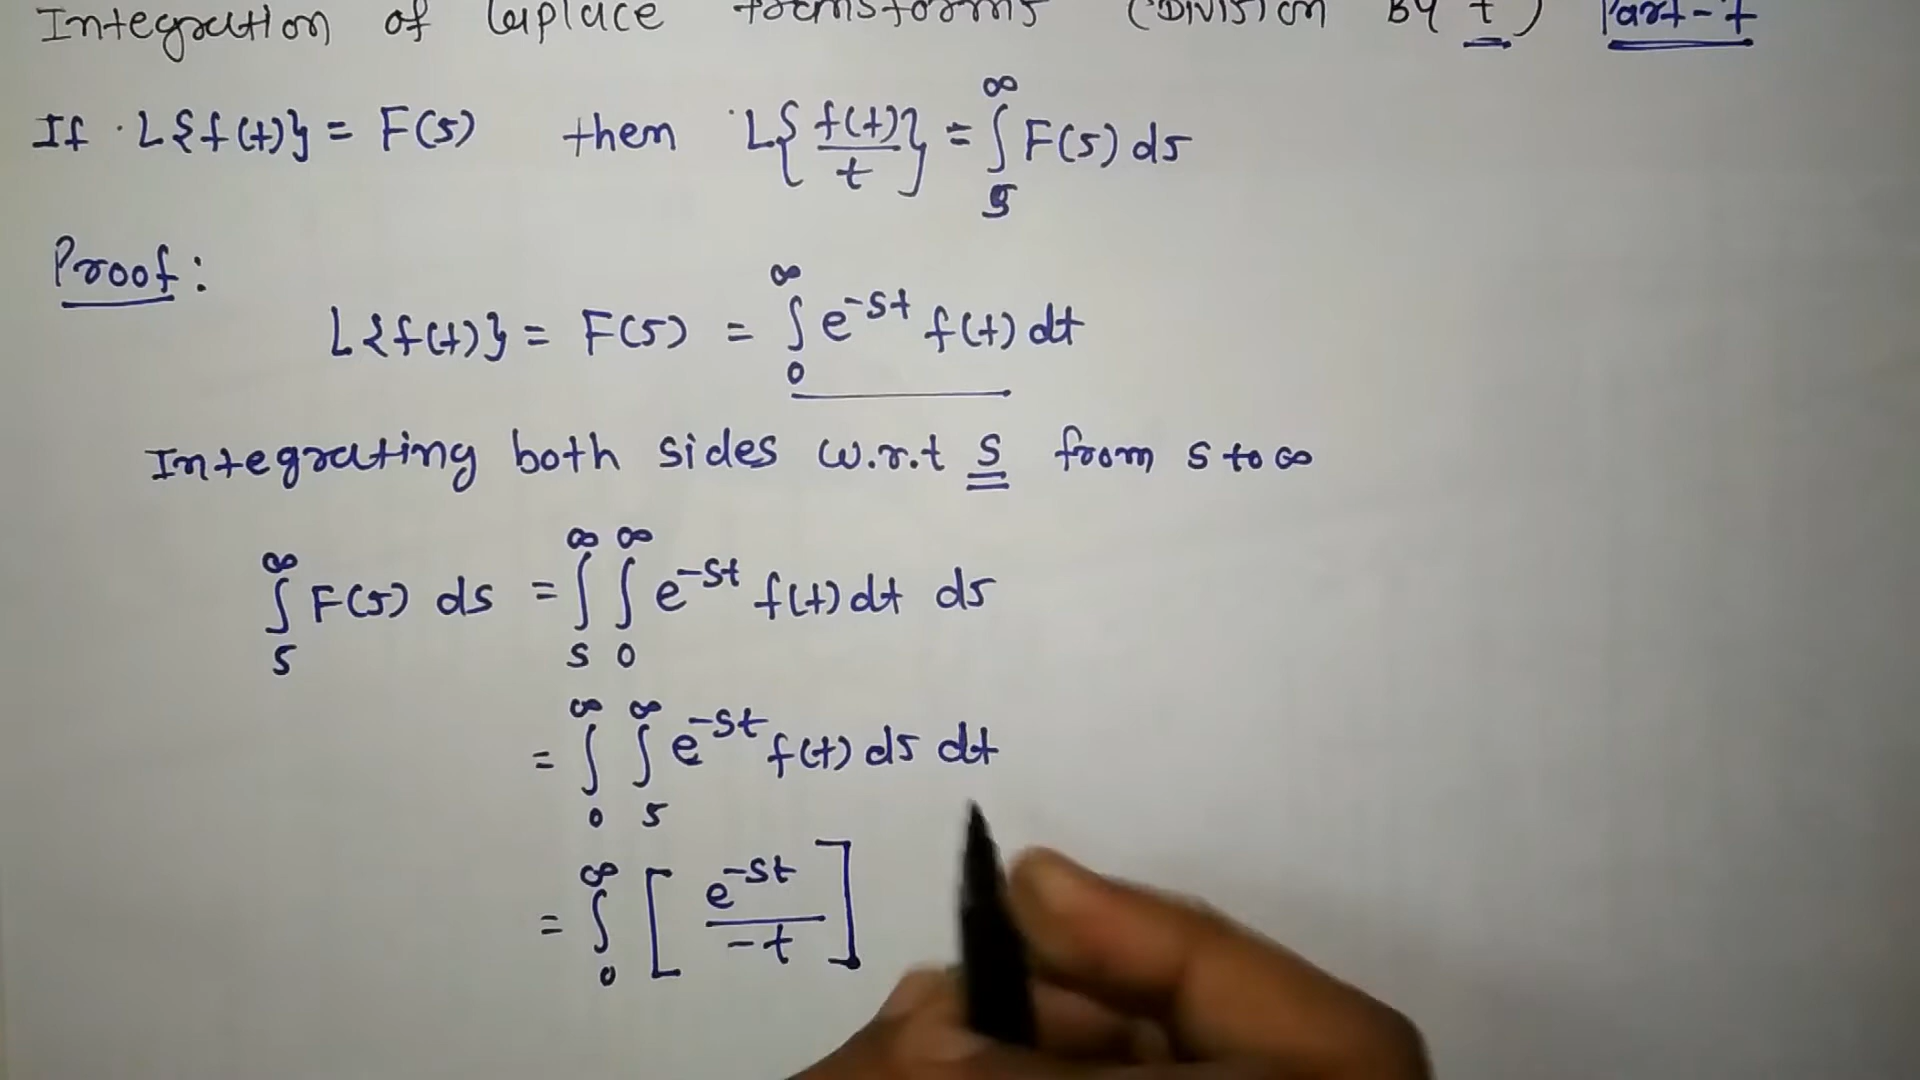 Integration of Laplace transforms (Division by t) Part-1
If L{f(t)} = F(s) then L{f(t)/t} = ∫_s^∞ F(s) ds
Proof:
L{f(t)} = F(s) = ∫_0^∞ e^{-st} f(t) dt
Integrating both sides w.r.t s from s to ∞
∫_s^∞ F(s) ds = ∫_s^∞ ∫_0^∞ e^{-st} f(t) dt ds
= ∫_0^∞ ∫_s^∞ e^{-st} f(t) ds dt
= ∫_0^∞ [ e^{-st} / -t ]